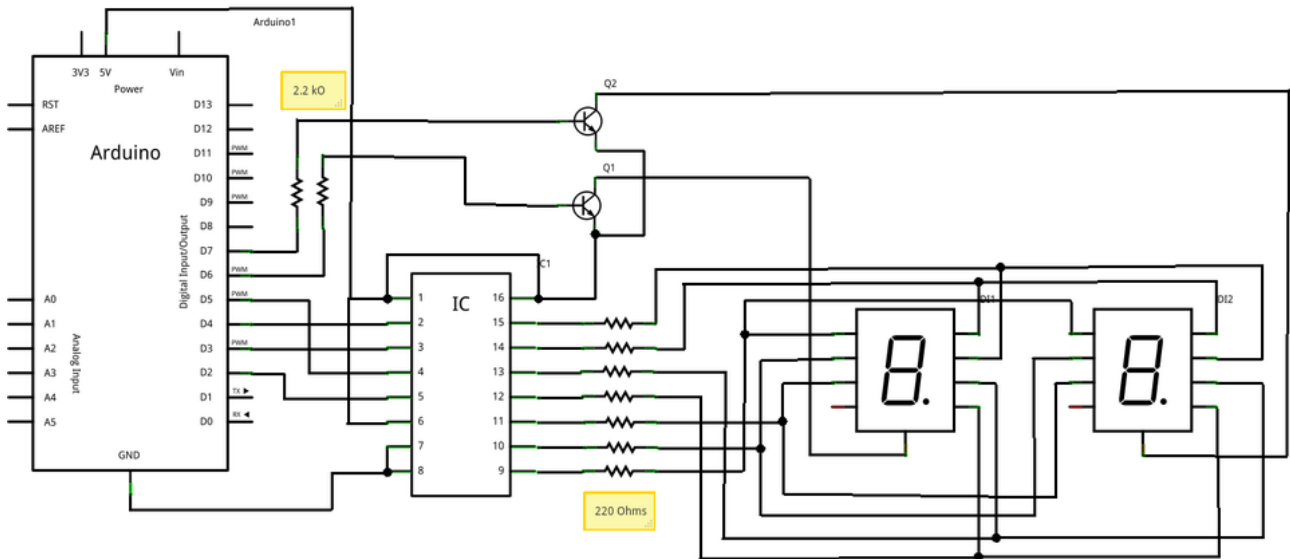 Arduino1
3V3 5V Vin
Power
2.2 kO
Q2
RST
AREF
Arduino
D13
D12
PWM
D11
PWM
D10
PWM
D9
D8
D7
PWM
D6
PWM
D5
D4
PWM
D3
D2
TX ▶
D1
RX ◀
D0
Digital Input/Output
A0
A1
A2
A3
A4
A5
Analog Input
GND
Q1
C1
IC
1 16
2 15
3 14
4 13
5 12
6 11
7 10
8 9
DI1
DI2
8.
8.
220 Ohms